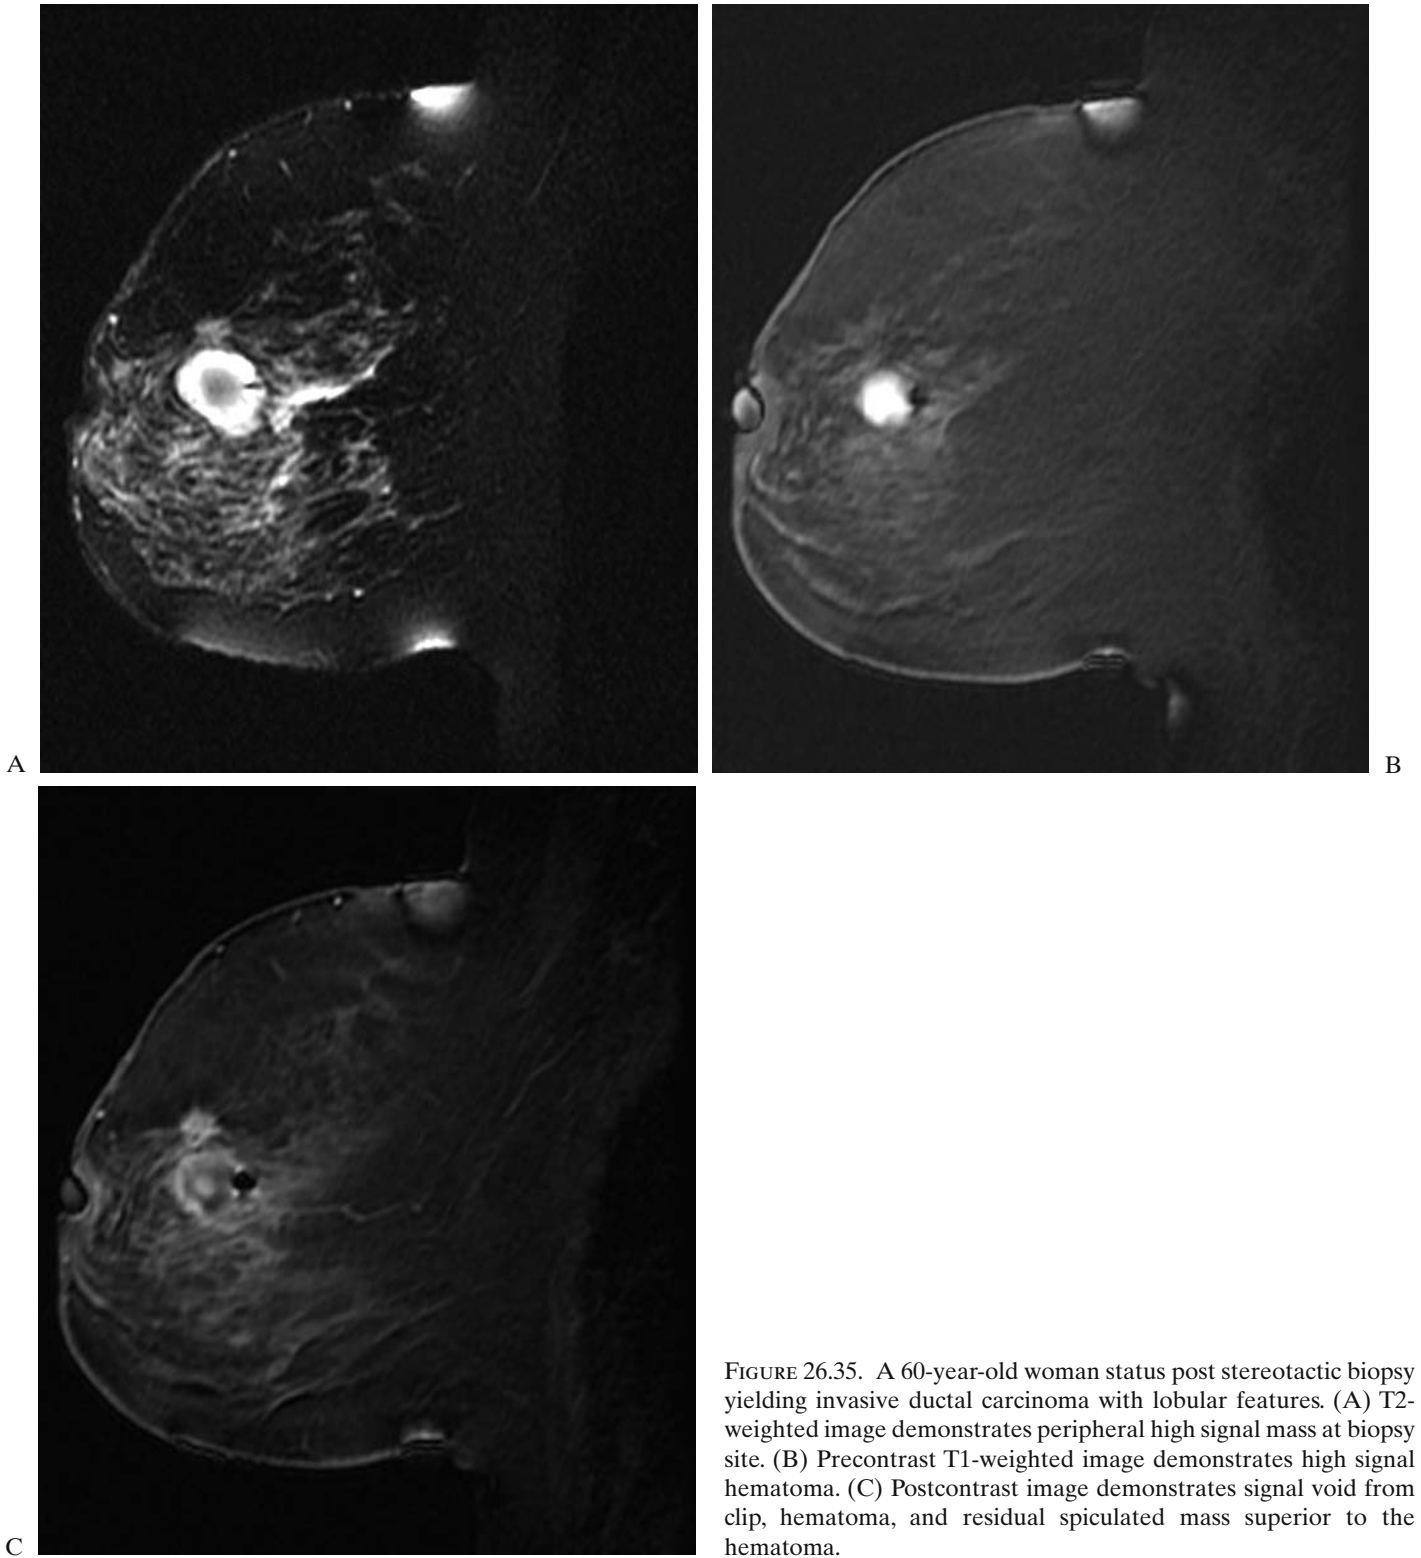 A
B
C
FIGURE 26.35. A 60-year-old woman status post stereotactic biopsy
yielding invasive ductal carcinoma with lobular features. (A) T2-
weighted image demonstrates peripheral high signal mass at biopsy
site. (B) Precontrast T1-weighted image demonstrates high signal
hematoma. (C) Postcontrast image demonstrates signal void from
clip, hematoma, and residual spiculated mass superior to the
hematoma.